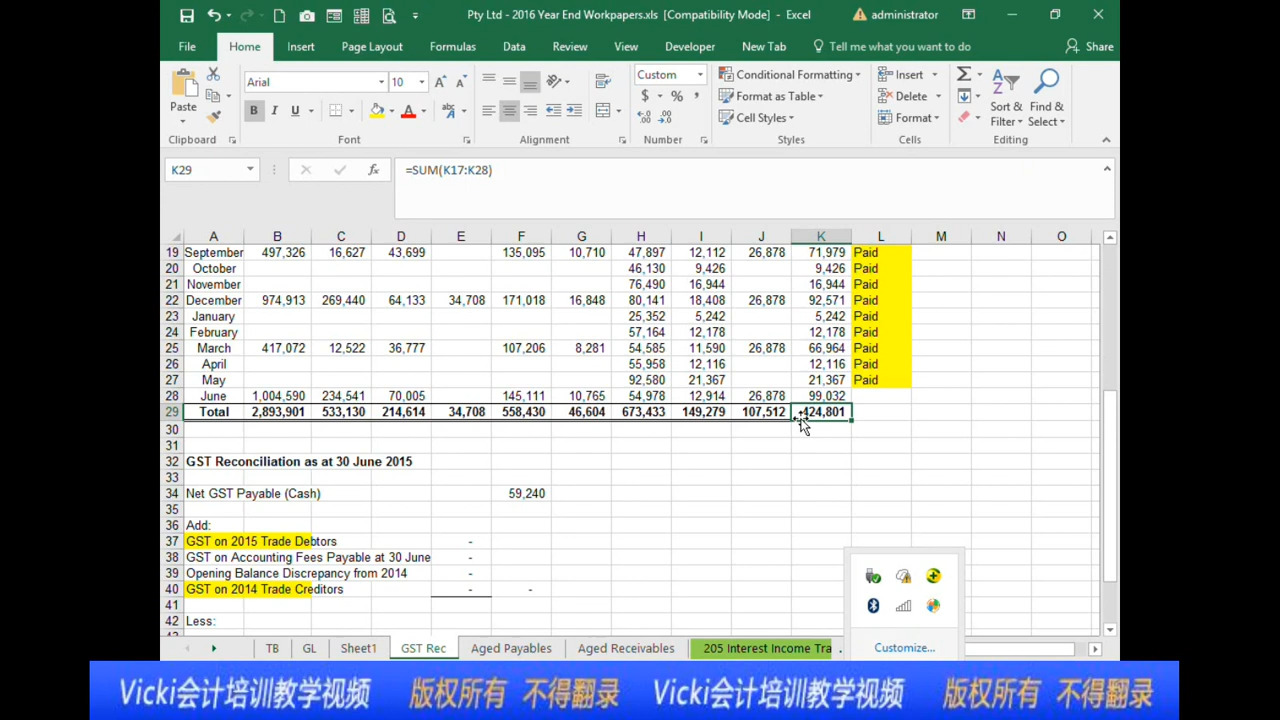 Pty Ltd - 2016 Year End Workpapers.xls [Compatibility Mode] - Excel
administrator
File Home Insert Page Layout Formulas Data Review View Developer New Tab Tell me what you want to do Share
Arial 10 Custom Conditional Formatting Insert
Paste B I U $ % , Format as Table Delete Sort & Filter Find & Select
Cell Styles Format
Clipboard Font Alignment Number Styles Cells Editing
K29 fx =SUM(K17:K28)
A B C D E F G H I J K L M N O
19 September 497,326 16,627 43,699 135,095 10,710 47,897 12,112 26,878 71,979 Paid
20 October 46,130 9,426 9,426 Paid
21 November 76,490 16,944 16,944 Paid
22 December 974,913 269,440 64,133 34,708 171,018 16,848 80,141 18,408 26,878 92,571 Paid
23 January 25,352 5,242 5,242 Paid
24 February 57,164 12,178 12,178 Paid
25 March 417,072 12,522 36,777 107,206 8,281 54,585 11,590 26,878 66,964 Paid
26 April 55,958 12,116 12,116 Paid
27 May 92,580 21,367 21,367 Paid
28 June 1,004,590 234,541 70,005 145,111 10,765 54,978 12,914 26,878 99,032
29 Total 2,893,901 533,130 214,614 34,708 558,430 46,604 673,433 149,279 107,512 424,801
30
31
32 GST Reconciliation as at 30 June 2015
33
34 Net GST Payable (Cash) 59,240
35
36 Add:
37 GST on 2015 Trade Debtors -
38 GST on Accounting Fees Payable at 30 June -
39 Opening Balance Discrepancy from 2014 -
40 GST on 2014 Trade Creditors - -
41
42 Less:
Customize...
TB GL Sheet1 GST Rec Aged Payables Aged Receivables 205 Interest Income Tra
Vicki会计培训教学视频 版权所有 不得翻录 Vicki会计培训教学视频 版权所有 不得翻录